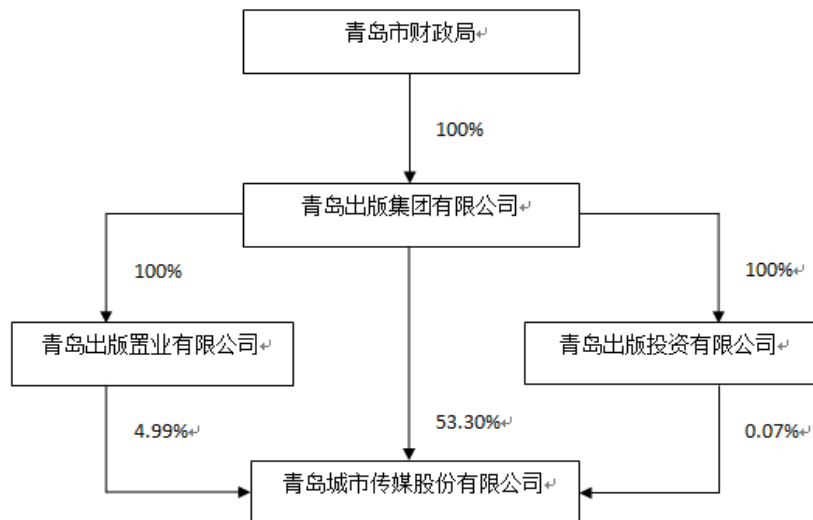 青岛市财政局
100%
青岛出版集团有限公司
100%
100%
青岛出版置业有限公司
青岛出版投资有限公司
4.99%
53.30%
0.07%
青岛城市传媒股份有限公司